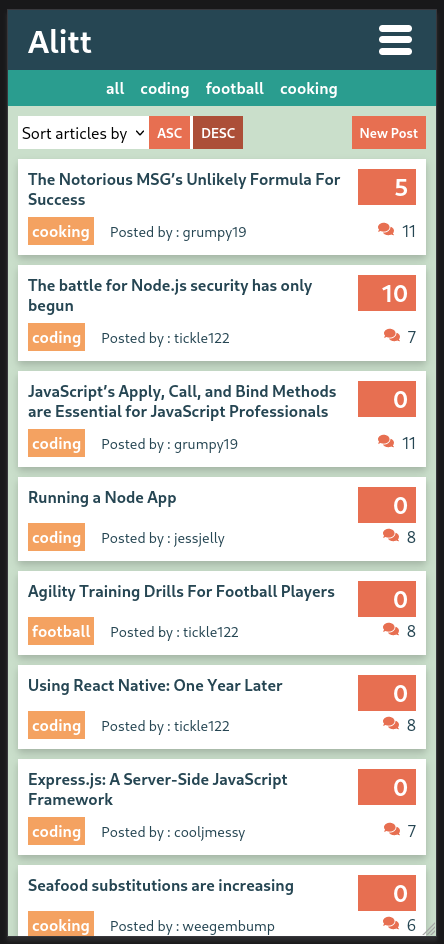 Alitt
all coding football cooking
Sort articles by ASC DESC New Post
The Notorious MSG's Unlikely Formula For
Success
5
cooking Posted by : grumpy19 11
The battle for Node.js security has only
begun
10
coding Posted by : tickle122 7
JavaScript's Apply, Call, and Bind Methods
are Essential for JavaScript Professionals
0
coding Posted by : grumpy19 11
Running a Node App
0
coding Posted by : jessjelly 8
Agility Training Drills For Football Players
0
football Posted by : tickle122 8
Using React Native: One Year Later
0
coding Posted by : tickle122 8
Express.js: A Server-Side JavaScript
Framework
0
coding Posted by : cooljmessy 7
Seafood substitutions are increasing
0
cooking Posted by : weegembump 6